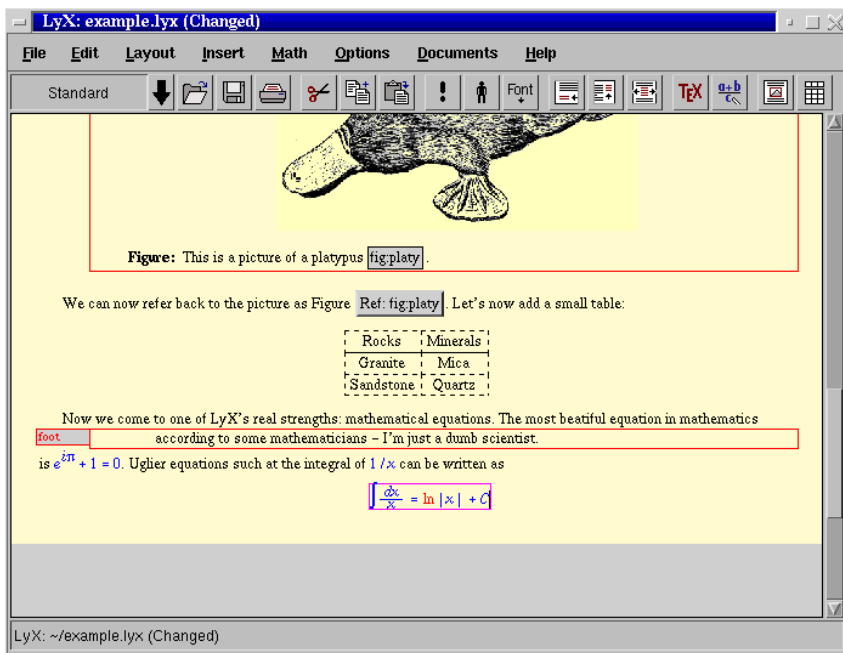 LyX: example.lyx (Changed)
File Edit Layout Insert Math Options Documents Help
Standard Font TEX a+b c
Figure: This is a picture of a platypus fig:platy .
We can now refer back to the picture as Figure Ref: fig:platy . Let's now add a small table:
Rocks Minerals
Granite Mica
Sandstone Quartz
Now we come to one of LyX's real strengths: mathematical equations. The most beatiful equation in mathematics
foot according to some mathematicians – I'm just a dumb scientist.
is e^{iπ} + 1 = 0. Uglier equations such at the integral of 1/x can be written as
∫ dx/x = ln |x| + C
LyX: ~/example.lyx (Changed)